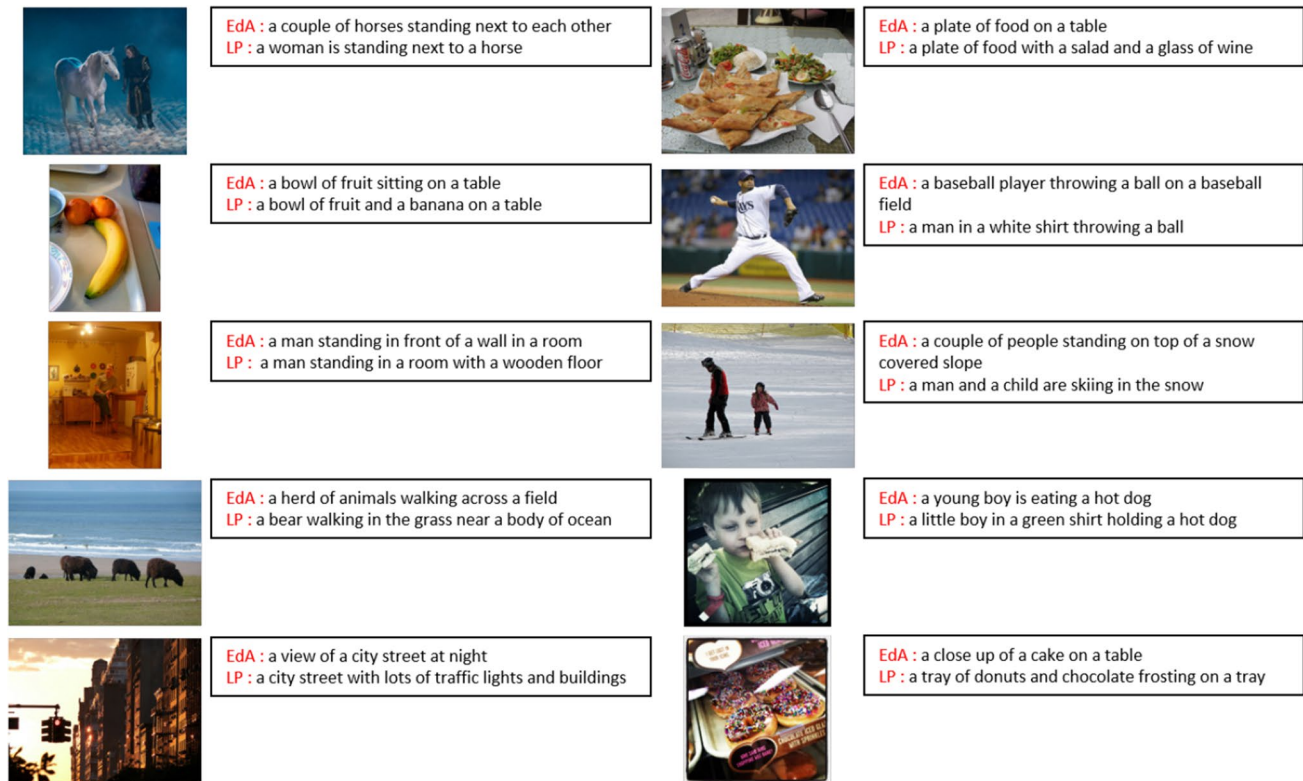 EdA : a couple of horses standing next to each other
LP : a woman is standing next to a horse
EdA : a plate of food on a table
LP : a plate of food with a salad and a glass of wine
EdA : a bowl of fruit sitting on a table
LP : a bowl of fruit and a banana on a table
EdA : a baseball player throwing a ball on a baseball
field
LP : a man in a white shirt throwing a ball
EdA : a man standing in front of a wall in a room
LP : a man standing in a room with a wooden floor
EdA : a couple of people standing on top of a snow
covered slope
LP : a man and a child are skiing in the snow
EdA : a herd of animals walking across a field
LP : a bear walking in the grass near a body of ocean
EdA : a young boy is eating a hot dog
LP : a little boy in a green shirt holding a hot dog
EdA : a view of a city street at night
LP : a city street with lots of traffic lights and buildings
EdA : a close up of a cake on a table
LP : a tray of donuts and chocolate frosting on a tray
CHOCOLATE ICED
WITH SPRINKLES